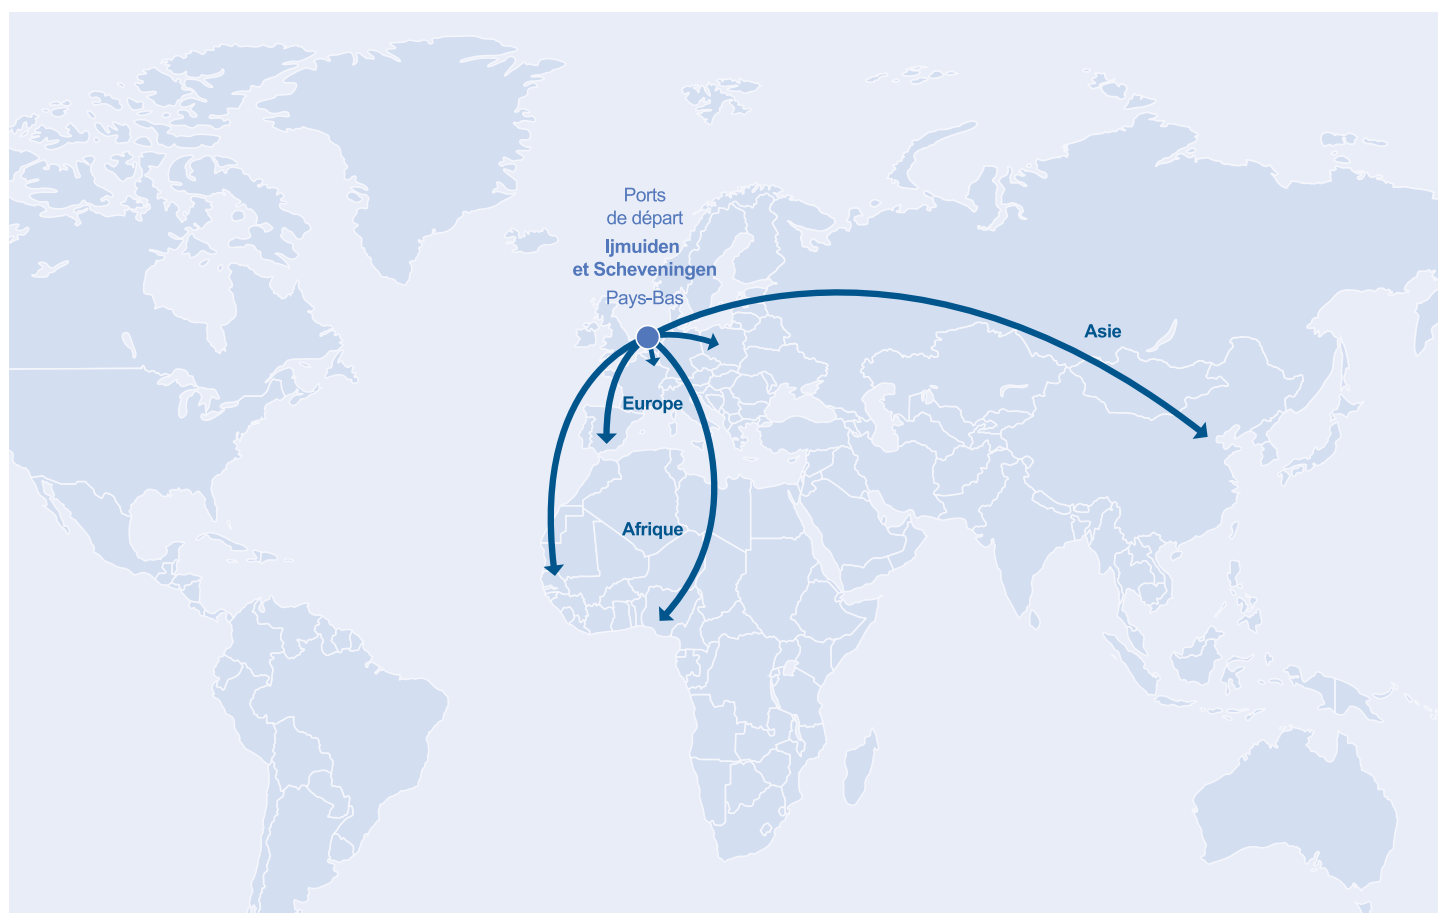 Ports
de départ
Ijmuiden
et Scheveningen
Pays-Bas
Asie
Europe
Afrique